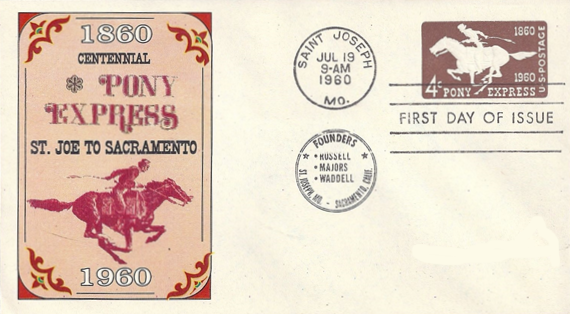 1860
CENTENNIAL
PONY
EXPRESS
ST. JOE TO SACRAMENTO
1960
SAINT JOSEPH
JUL 19
9-AM
1960
MO.
FOUNDERS
• RUSSELL
• MAJORS
• WADDELL
ST. JOSEPH, MO. - SACRAMENTO, CALIF.
1860
1960
4¢ PONY EXPRESS
U·S·POSTAGE
FIRST DAY OF ISSUE